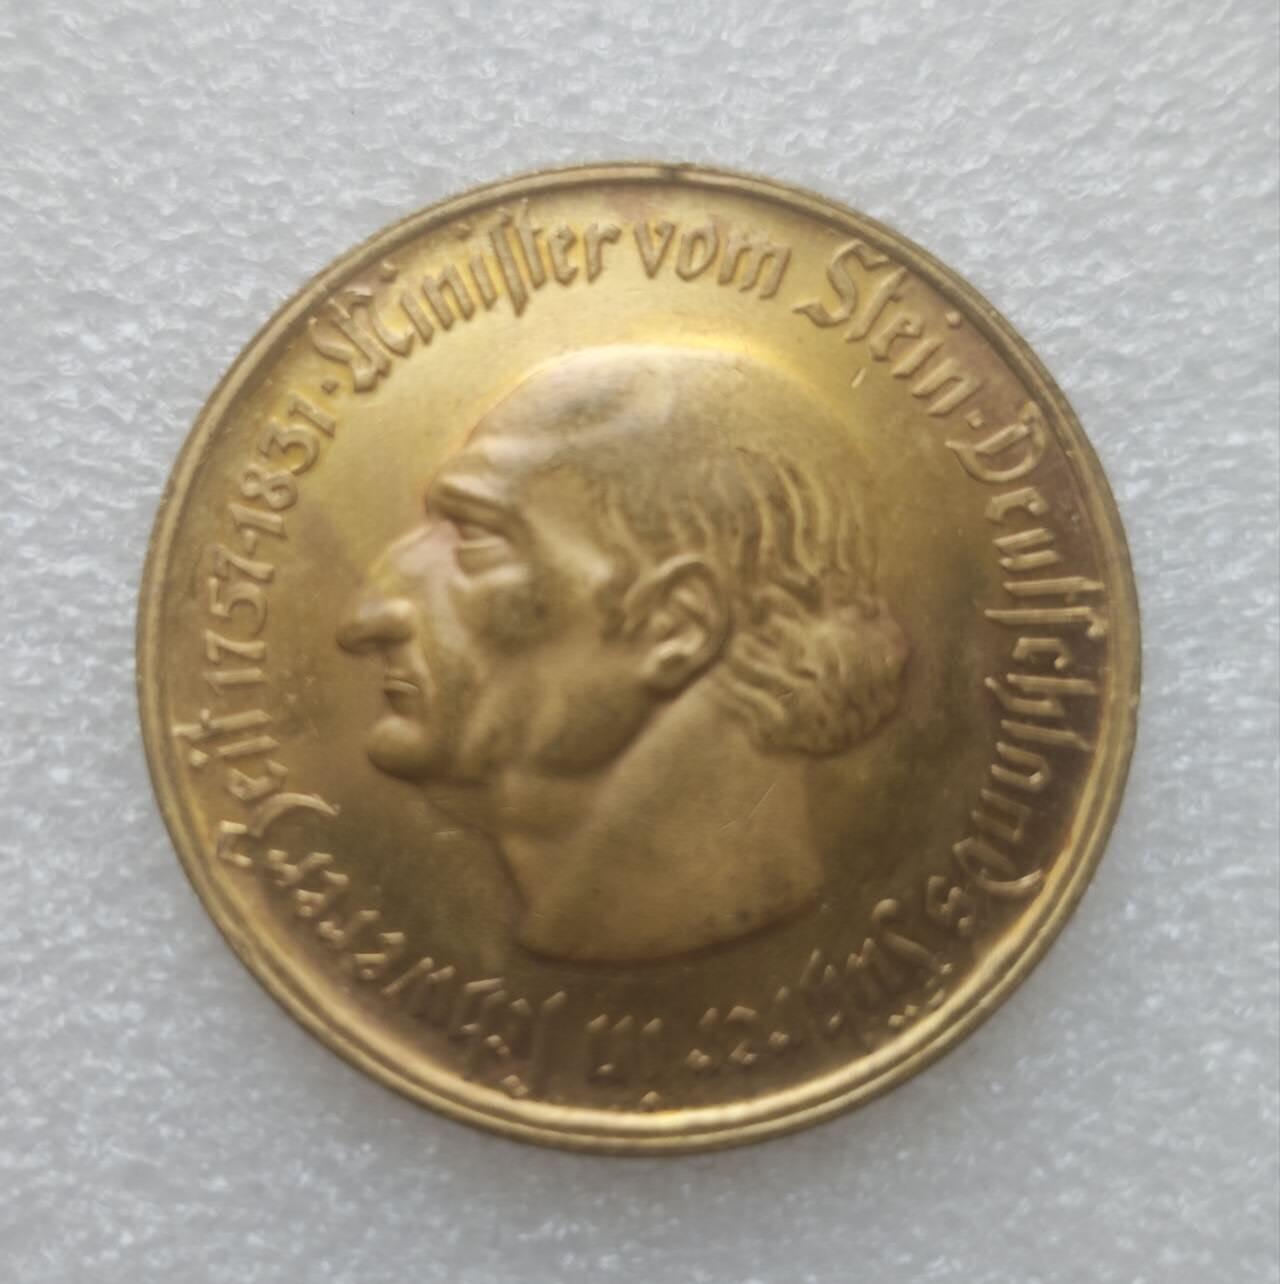 Minister vom Stein · Deutschlands Führer in schwerer Zeit 1757-1831 ·